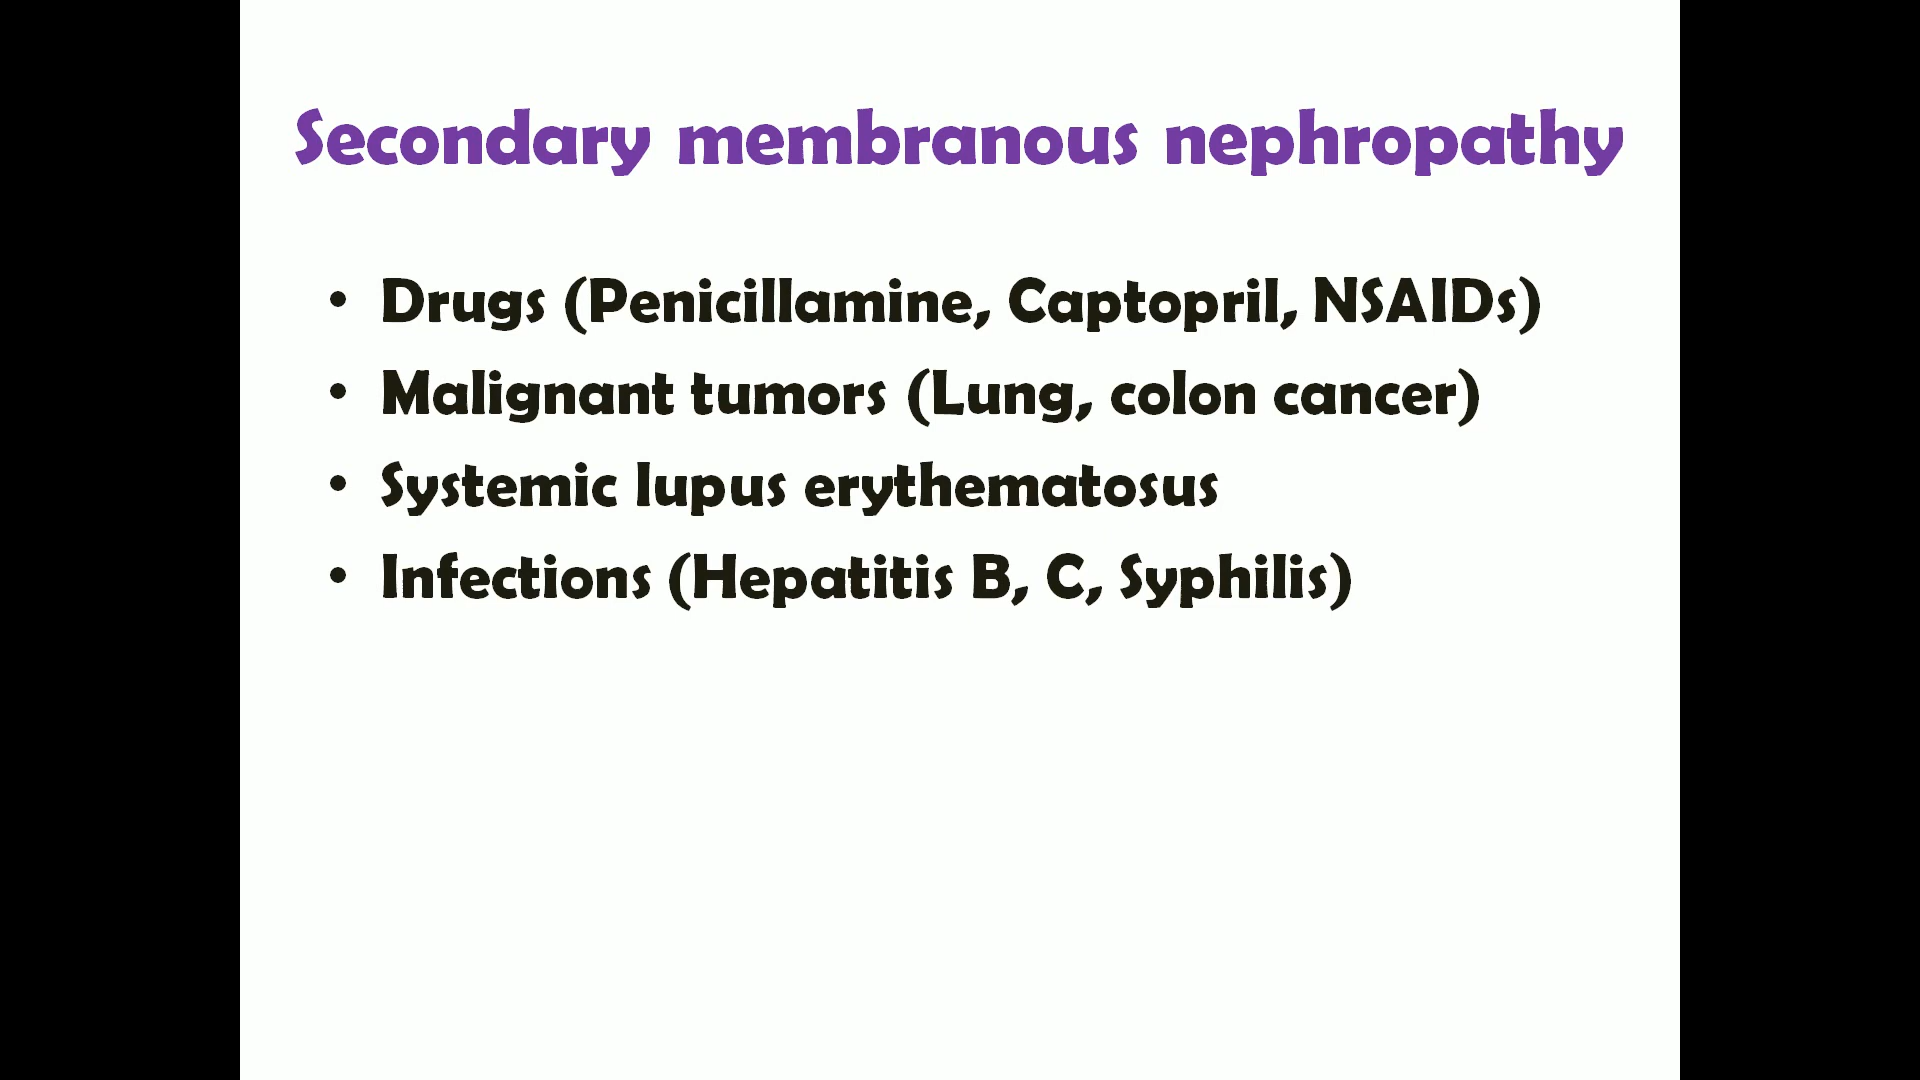 Secondary membranous nephropathy
• Drugs (Penicillamine, Captopril, NSAIDs)
• Malignant tumors (Lung, colon cancer)
• Systemic lupus erythematosus
• Infections (Hepatitis B, C, Syphilis)